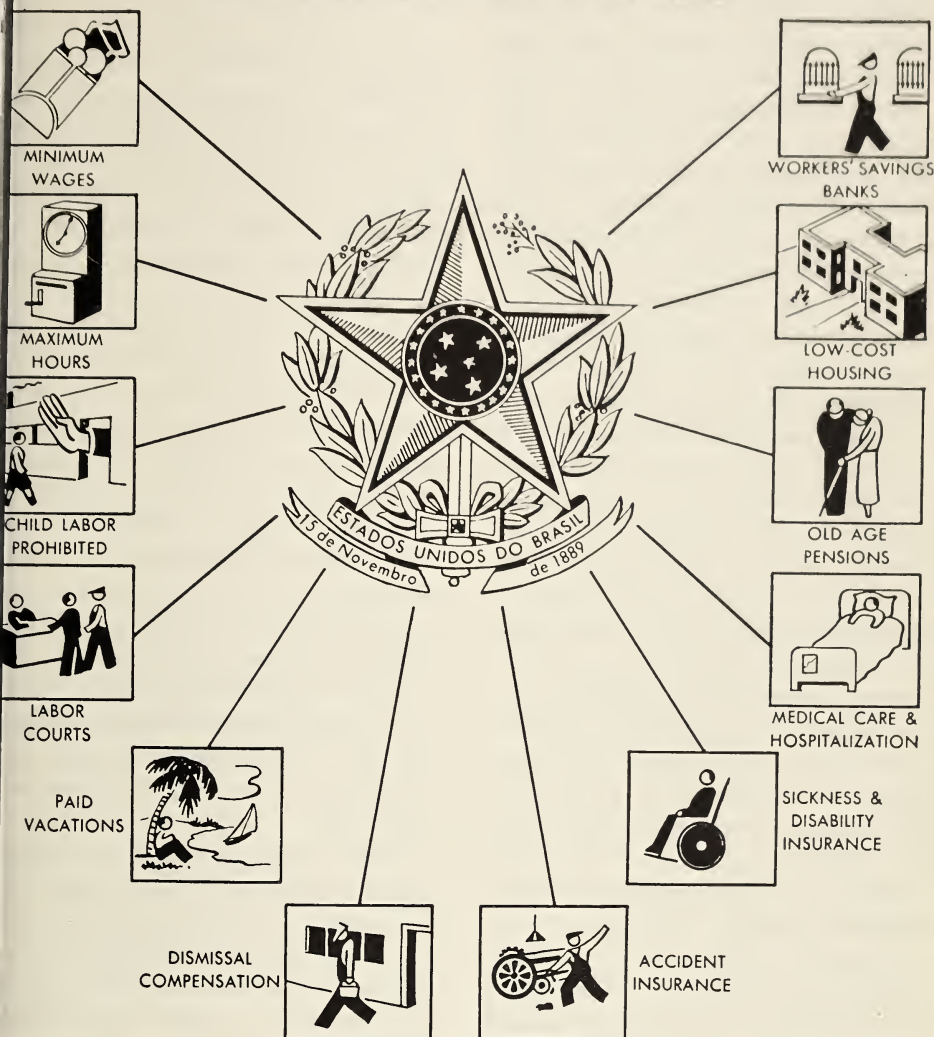 MINIMUM
WAGES
MAXIMUM
HOURS
CHILD LABOR
PROHIBITED
LABOR
COURTS
PAID
VACATIONS
DISMISSAL
COMPENSATION
ESTADOS UNIDOS DO BRASIL
15 de Novembro
de 1889
WORKERS' SAVINGS
BANKS
LOW-COST
HOUSING
OLD AGE
PENSIONS
MEDICAL CARE &
HOSPITALIZATION
SICKNESS &
DISABILITY
INSURANCE
ACCIDENT
INSURANCE